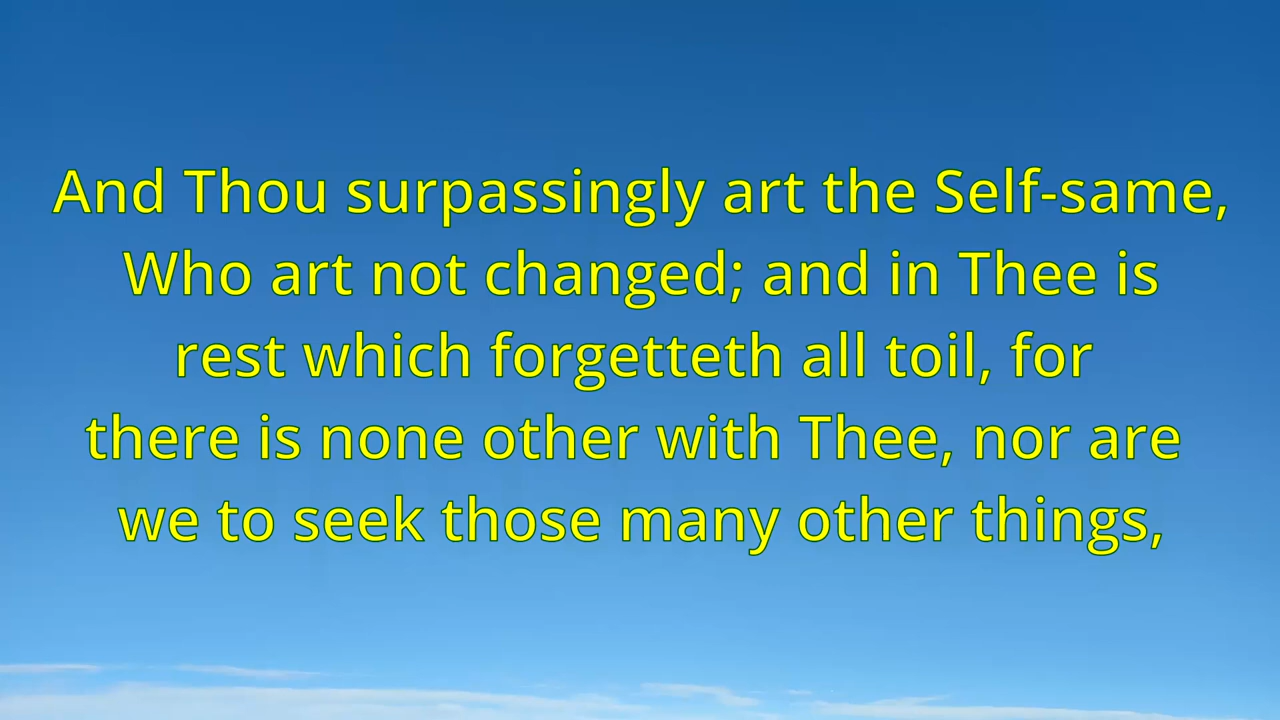 And Thou surpassingly art the Self-same,
Who art not changed; and in Thee is
rest which forgetteth all toil, for
there is none other with Thee, nor are
we to seek those many other things,